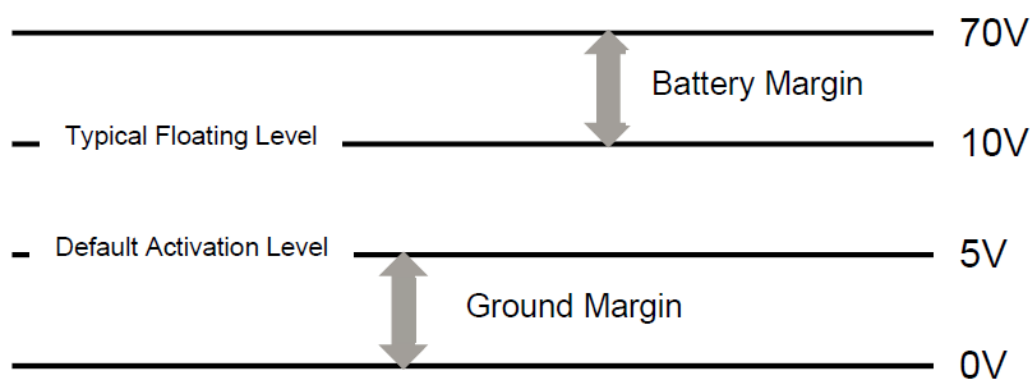 70V
Battery Margin
Typical Floating Level
10V
Default Activation Level
5V
Ground Margin
0V